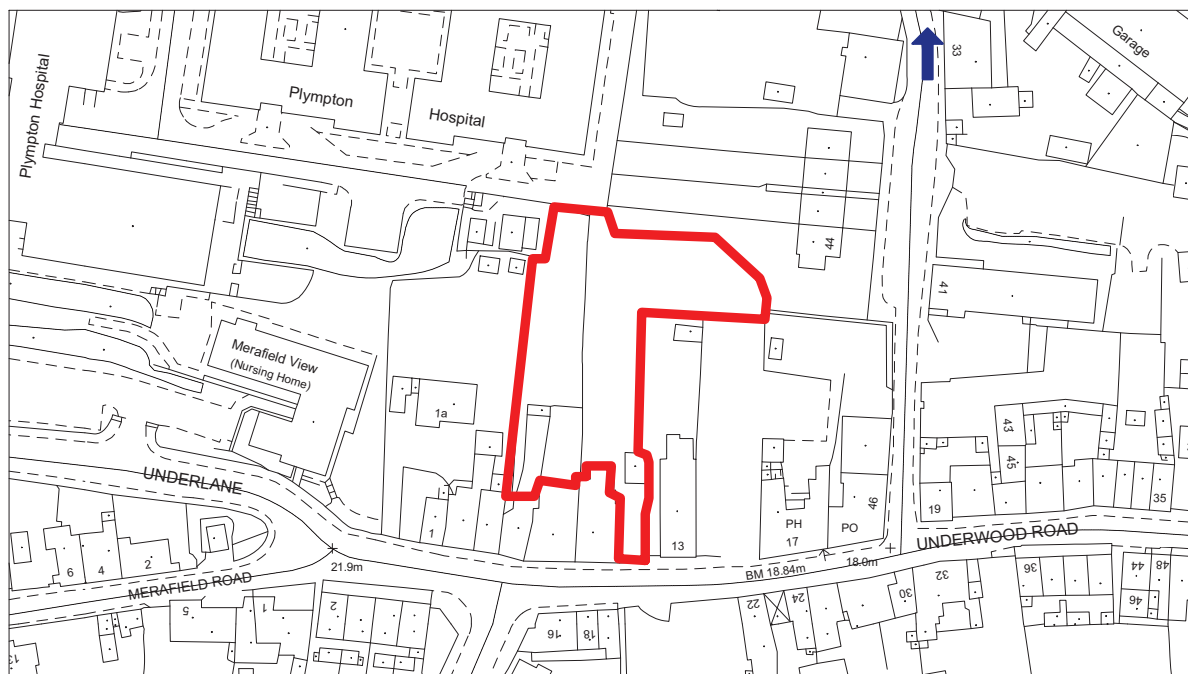 Plympton Hospital
Plympton
Hospital
33
Garage
44
41
Merafield View
(Nursing Home)
1a
43
45
35
UNDERLANE
1
13
PH
17
PO
46
19
UNDERWOOD ROAD
6
4
2
MERAFIELD ROAD
21.9m
BM 18.84m
18.0m
5
1
2
16
18
22
24
30
32
36
44
48
46
13